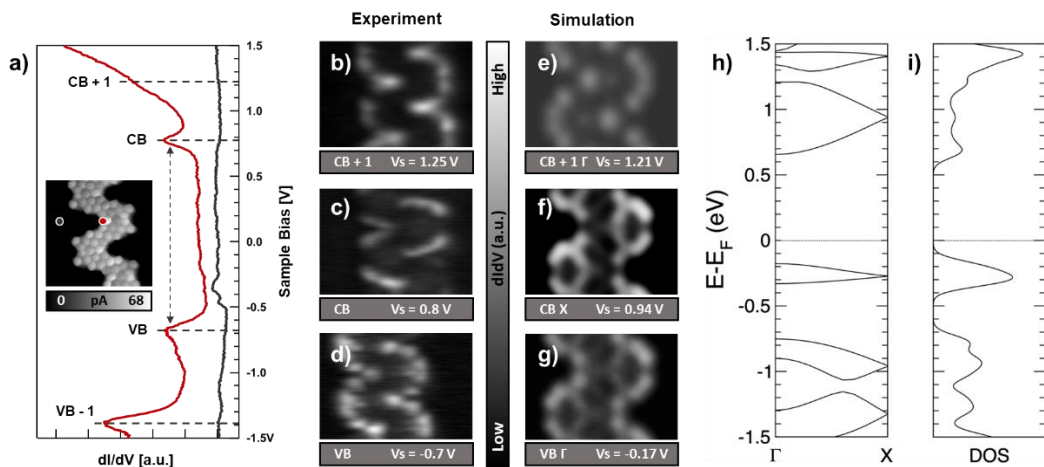 Experiment
Simulation
a)
CB + 1
CB
VB
VB - 1
0 pA 68
1.5
1.0
0.5
0.0
-0.5
-1.0
-1.5V
Sample Bias [V]
dI/dV [a.u.]
b)
CB + 1 Vs = 1.25 V
c)
CB Vs = 0.8 V
d)
VB Vs = -0.7 V
High
dIdV (a.u.)
Low
e)
CB + 1 Γ Vs = 1.21 V
f)
CB X Vs = 0.94 V
g)
VB Γ Vs = -0.17 V
h)
1.5
1
0.5
0
-0.5
-1
-1.5
E-E_F (eV)
Γ X
i)
DOS